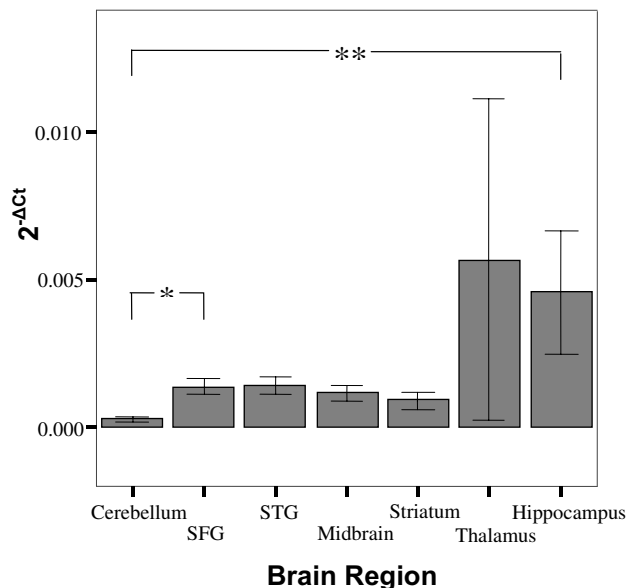 **
0.010
2-ΔCt
0.005
*
0.000
Cerebellum
SFG
STG
Midbrain
Striatum
Thalamus
Hippocampus
Brain Region